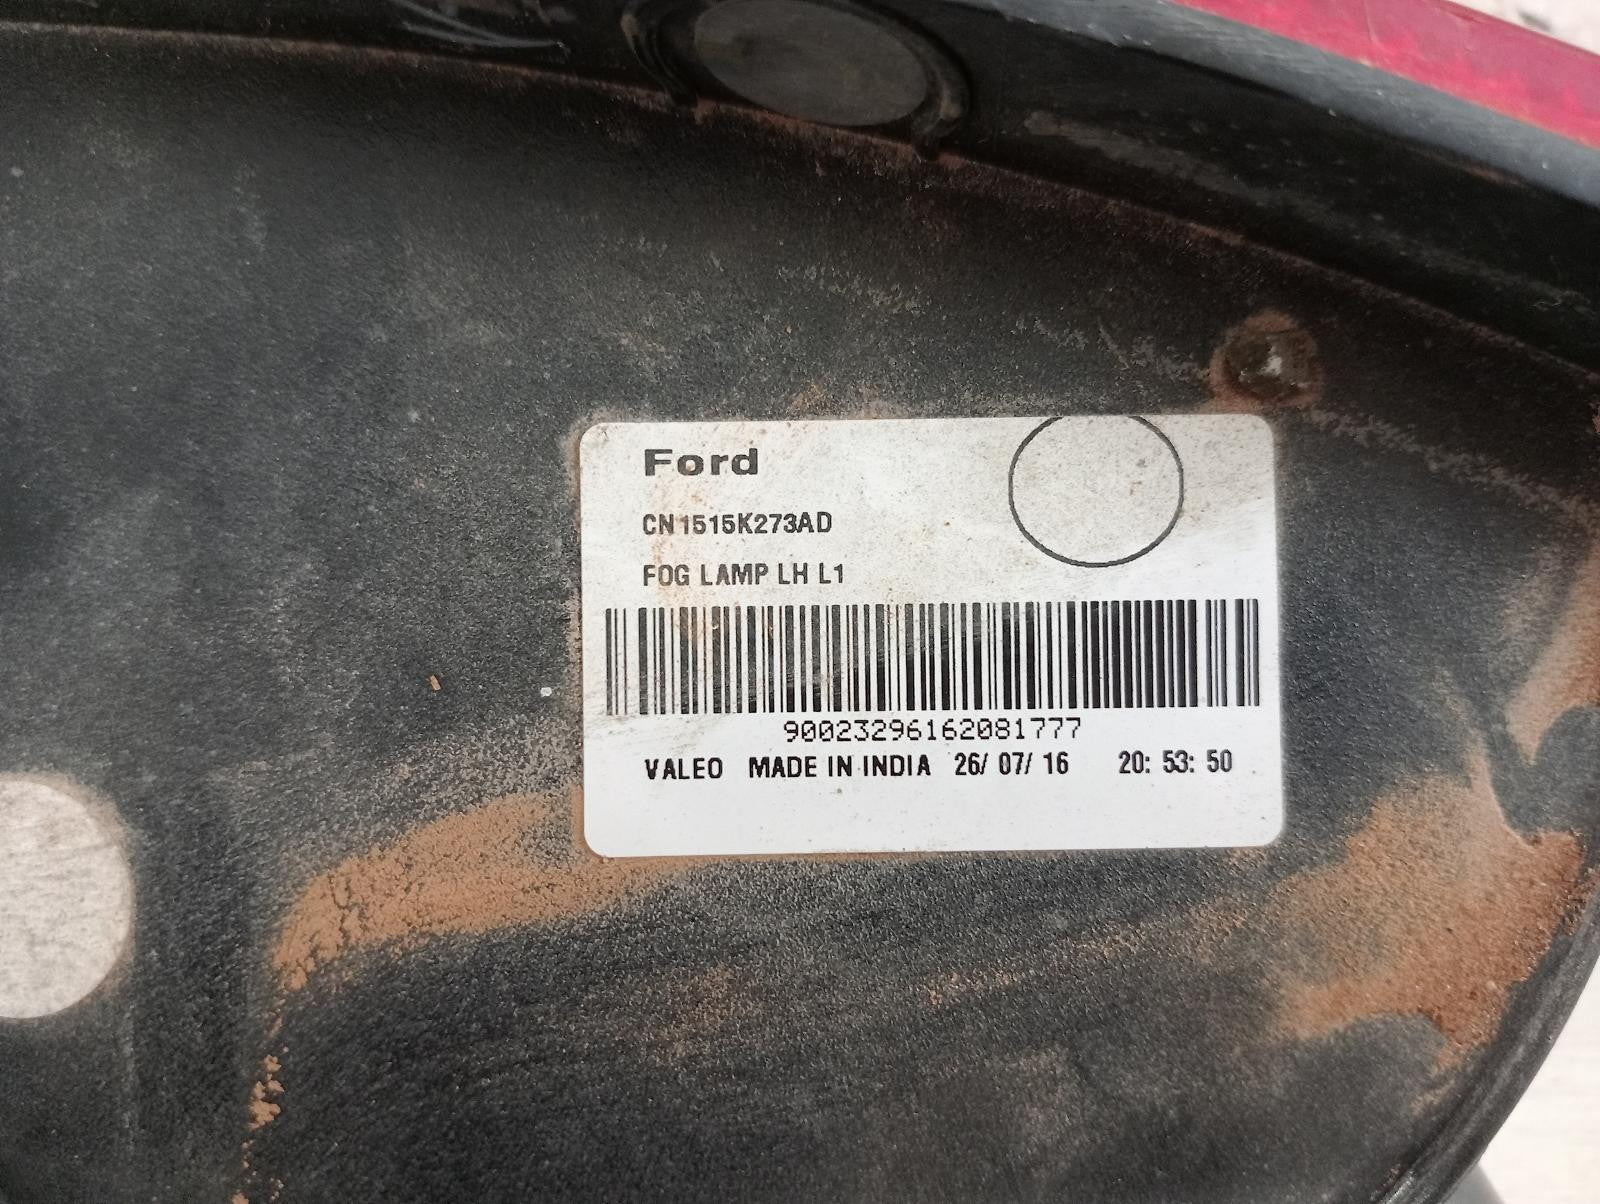 Ford
CN1515K273AD
FOG LAMP LH L1
90023296162081777
VALEO MADE IN INDIA 26/ 07/ 16 20: 53: 50